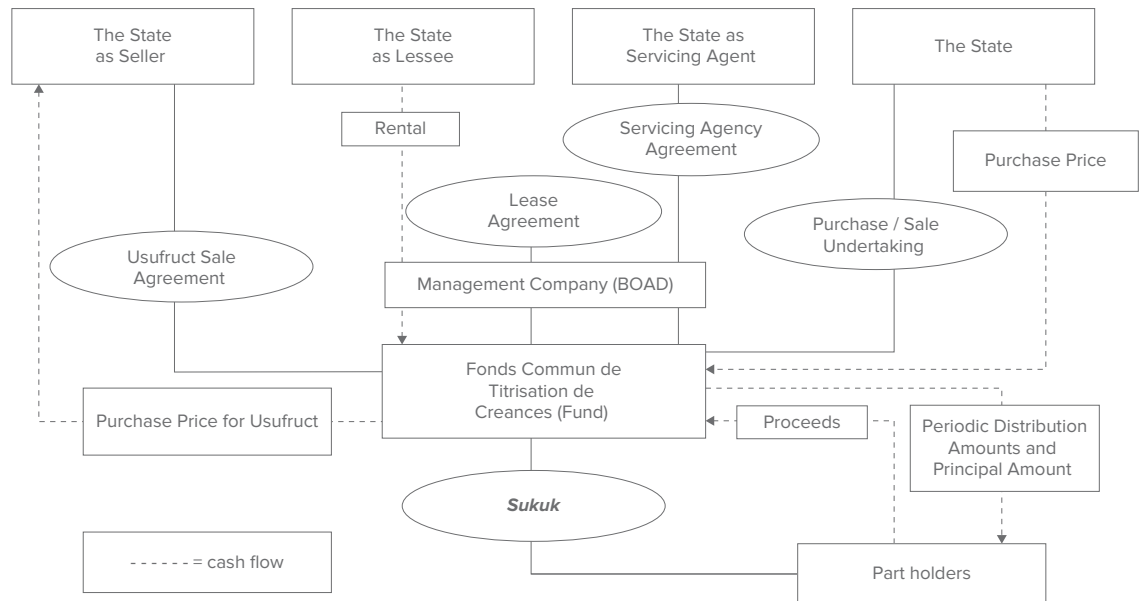 The State
as Seller
The State
as Lessee
The State as
Servicing Agent
The State
Rental
Servicing Agency
Agreement
Purchase Price
Lease
Agreement
Purchase / Sale
Undertaking
Usufruct Sale
Agreement
Management Company (BOAD)
Fonds Commun de
Titrisation de
Creances (Fund)
Purchase Price for Usufruct
Proceeds
Periodic Distribution
Amounts and
Principal Amount
Sukuk
------- = cash flow
Part holders